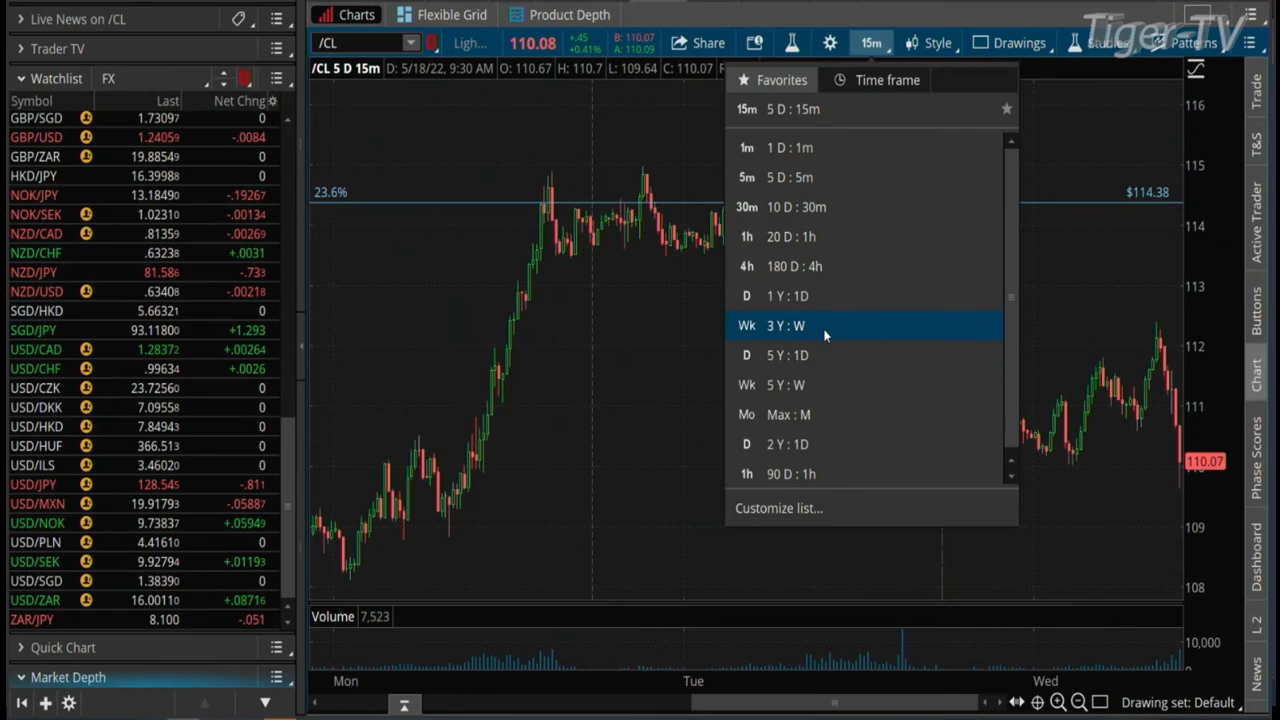 Live News on /CL
Trader TV
Watchlist FX
Symbol Last Net Chng
GBP/SGD 1.73097 0
GBP/USD 1.24059 -.0084
GBP/ZAR 19.88549 0
HKD/JPY 16.39988 0
NOK/JPY 13.18490 -.19267
NOK/SEK 1.02310 -.00134
NZD/CAD .81359 -.00269
NZD/CHF .63238 +.0031
NZD/JPY 81.586 -.733
NZD/USD .63408 -.00218
SGD/HKD 5.66321 0
SGD/JPY 93.11800 +1.293
USD/CAD 1.28372 +.00264
USD/CHF .99634 +.0026
USD/CZK 23.72560 0
USD/DKK 7.09558 0
USD/HKD 7.84943 0
USD/HUF 366.513 0
USD/ILS 3.46020 0
USD/JPY 128.545 -.811
USD/MXN 19.91793 -.05887
USD/NOK 9.73837 +.05949
USD/PLN 4.41610 0
USD/SEK 9.92794 +.01193
USD/SGD 1.38390 0
USD/ZAR 16.00110 +.08716
ZAR/JPY 8.100 -.051
Quick Chart
Market Depth
Charts Flexible Grid Product Depth
Tiger-TV
/CL Ligh... 110.08 .45 +0.41% B: 110.07 A: 110.09 Share 15m Style Drawings Studies Patterns
/CL 5 D 15m D: 5/18/22, 9:30 AM O: 110.67 H: 110.7 L: 109.64 C: 110.07
Favorites Time frame
15m 5 D : 15m
1m 1 D : 1m
5m 5 D : 5m
30m 10 D : 30m
1h 20 D : 1h
4h 180 D : 4h
D 1 Y : 1D
Wk 3 Y : W
D 5 Y : 1D
Wk 5 Y : W
Mo Max : M
D 2 Y : 1D
1h 90 D : 1h
Customize list...
23.6% $114.38
116
115
114
113
112
111
110.07
109
108
Volume 7,523
10,000
0
Mon Tue Wed
Drawing set: Default
Trade
T&S
Active Trader
Buttons
Chart
Phase Scores
Dashboard
L 2
News